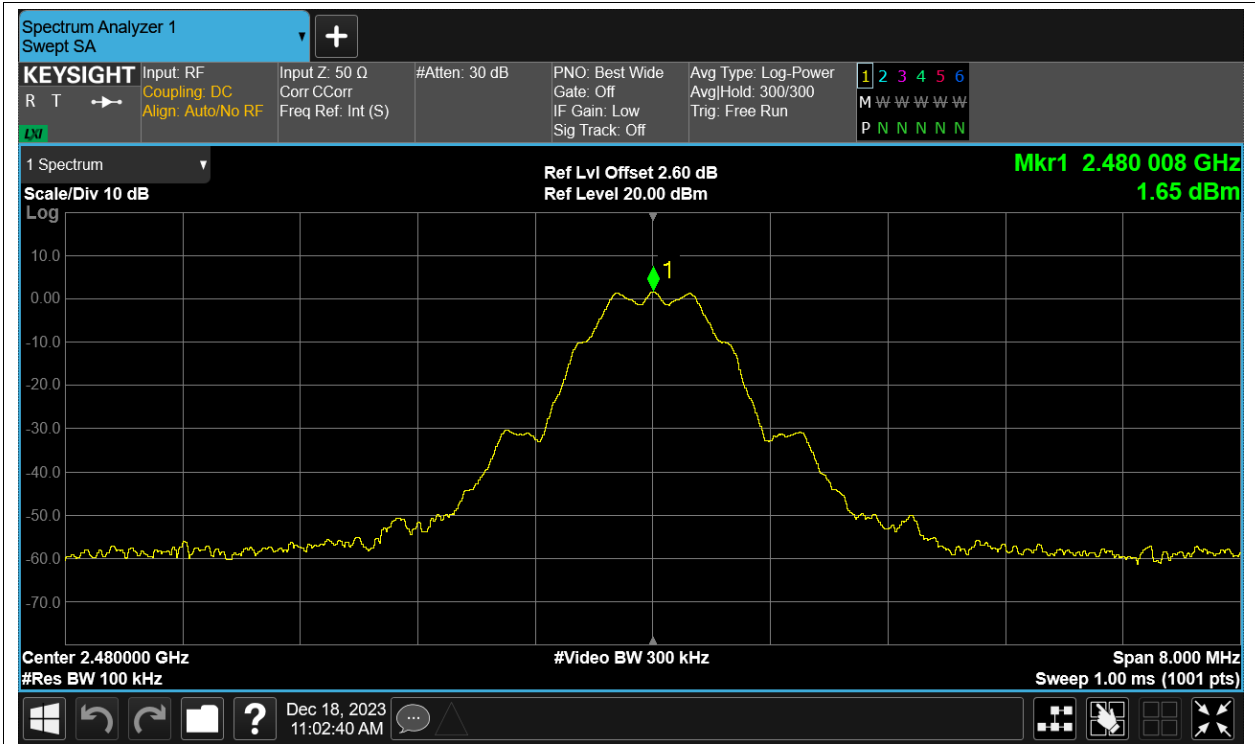 Spectrum Analyzer 1
Swept SA
KEYSIGHT
R T
LXI
Input: RF
Coupling: DC
Align: Auto/No RF
Input Z: 50 Ω
Corr CCorr
Freq Ref: Int (S)
#Atten: 30 dB
PNO: Best Wide
Gate: Off
IF Gain: Low
Sig Track: Off
Avg Type: Log-Power
Avg|Hold: 300/300
Trig: Free Run
1 2 3 4 5 6
M W W W W W
P N N N N N
1 Spectrum
Scale/Div 10 dB
Log
Ref Lvl Offset 2.60 dB
Ref Level 20.00 dBm
Mkr1 2.480 008 GHz
1.65 dBm
1
10.0
0.00
-10.0
-20.0
-30.0
-40.0
-50.0
-60.0
-70.0
Center 2.480000 GHz
#Res BW 100 kHz
#Video BW 300 kHz
Span 8.000 MHz
Sweep 1.00 ms (1001 pts)
?
Dec 18, 2023
11:02:40 AM